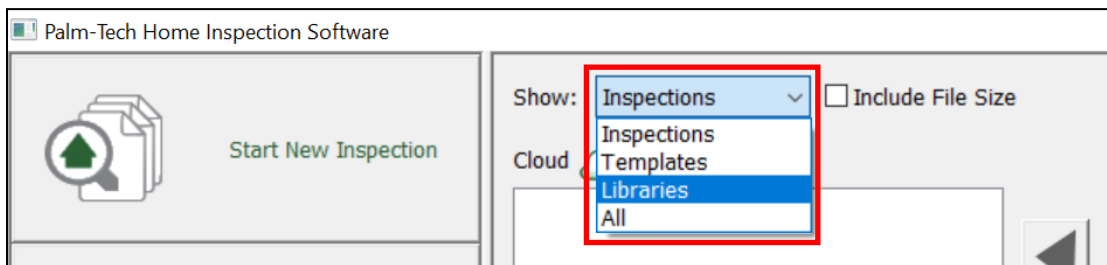 Palm-Tech Home Inspection Software
Start New Inspection
Show: Inspections Include File Size
Inspections
Cloud Templates
Libraries
All